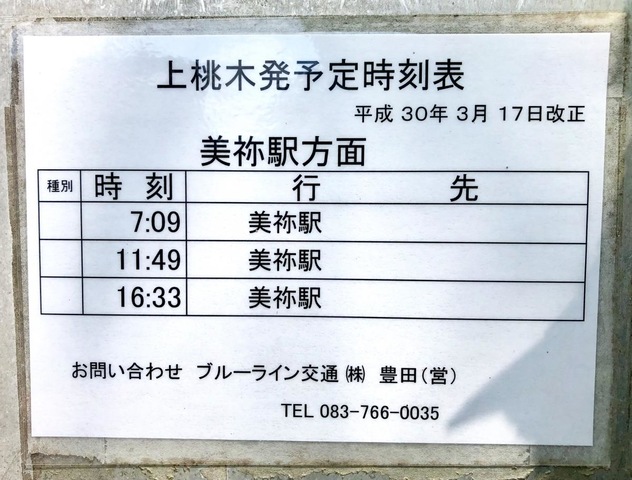 上桃木発予定時刻表
平成 30年 3月 17日改正
美祢駅方面
種別 時刻 行先
7:09 美祢駅
11:49 美祢駅
16:33 美祢駅
お問い合わせ ブルーライン交通㈱ 豊田(営)
TEL 083-766-0035